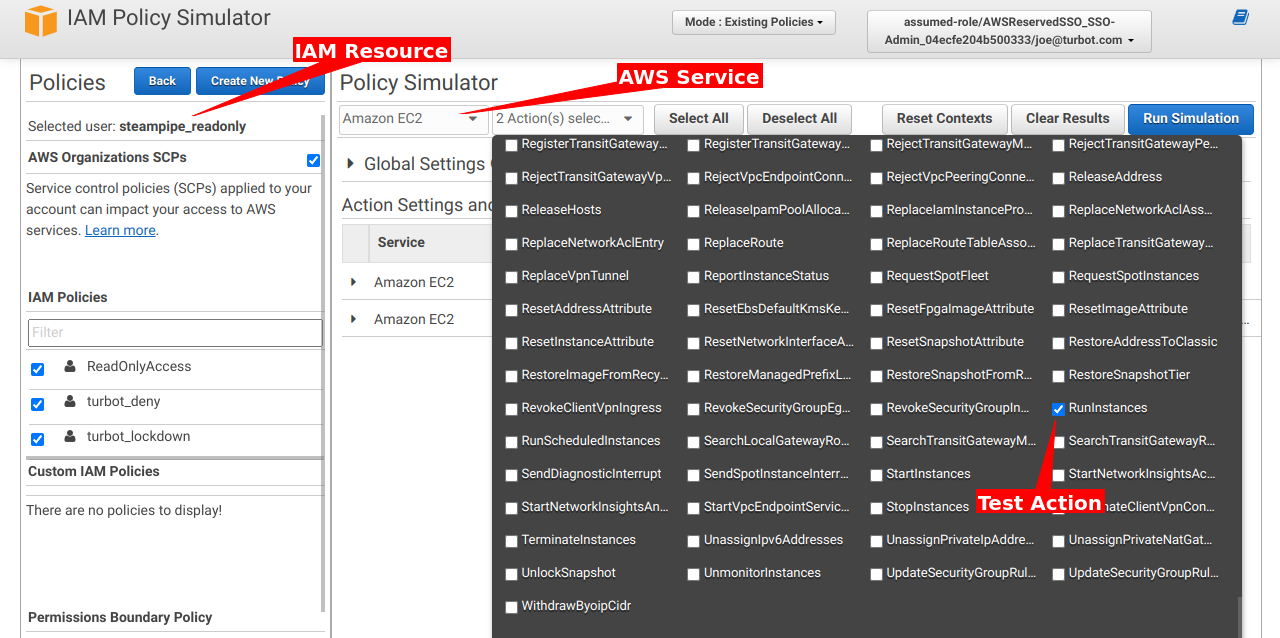 IAM Policy Simulator
Mode : Existing Policies
assumed-role/AWSReservedSSO_SSO-
Admin_04ecfe204b500333/joe@turbot.com
IAM Resource
Policies
Back
Create New Policy
Selected user: steampipe_readonly
AWS Organizations SCPs
Service control policies (SCPs) applied to your
account can impact your access to AWS
services. Learn more.
IAM Policies
Filter
ReadOnlyAccess
turbot_deny
turbot_lockdown
Custom IAM Policies
There are no policies to display!
Permissions Boundary Policy
Policy Simulator
AWS Service
Amazon EC2
2 Action(s) selec...
Select All
Deselect All
Reset Contexts
Clear Results
Run Simulation
Global Settings
Action Settings and
Service
Amazon EC2
Amazon EC2
RegisterTransitGateway... RegisterTransitGateway... RejectTransitGatewayM... RejectTransitGatewayPe...
RejectTransitGatewayVp... RejectVpcEndpointConn... RejectVpcPeeringConne... ReleaseAddress
ReleaseHosts ReleaseIpamPoolAlloca... ReplaceIamInstancePro... ReplaceNetworkAclAss...
ReplaceNetworkAclEntry ReplaceRoute ReplaceRouteTableAsso... ReplaceTransitGateway...
ReplaceVpnTunnel ReportInstanceStatus RequestSpotFleet RequestSpotInstances
ResetAddressAttribute ResetEbsDefaultKmsKe... ResetFpgaImageAttribute ResetImageAttribute
ResetInstanceAttribute ResetNetworkInterfaceA... ResetSnapshotAttribute RestoreAddressToClassic
RestoreImageFromRecy... RestoreManagedPrefixL... RestoreSnapshotFromR... RestoreSnapshotTier
RevokeClientVpnIngress RevokeSecurityGroupEg... RevokeSecurityGroupIn... RunInstances
RunScheduledInstances SearchLocalGatewayRo... SearchTransitGatewayM... SearchTransitGatewayR...
SendDiagnosticInterrupt SendSpotInstanceInterr... StartInstances StartNetworkInsightsAc...
StartNetworkInsightsAn... StartVpcEndpointServic... StopInstances Test Action nateClientVpnCon...
TerminateInstances UnassignIpv6Addresses UnassignPrivateIpAddre... UnassignPrivateNatGat...
UnlockSnapshot UnmonitorInstances UpdateSecurityGroupRul... UpdateSecurityGroupRul...
WithdrawByoipCidr